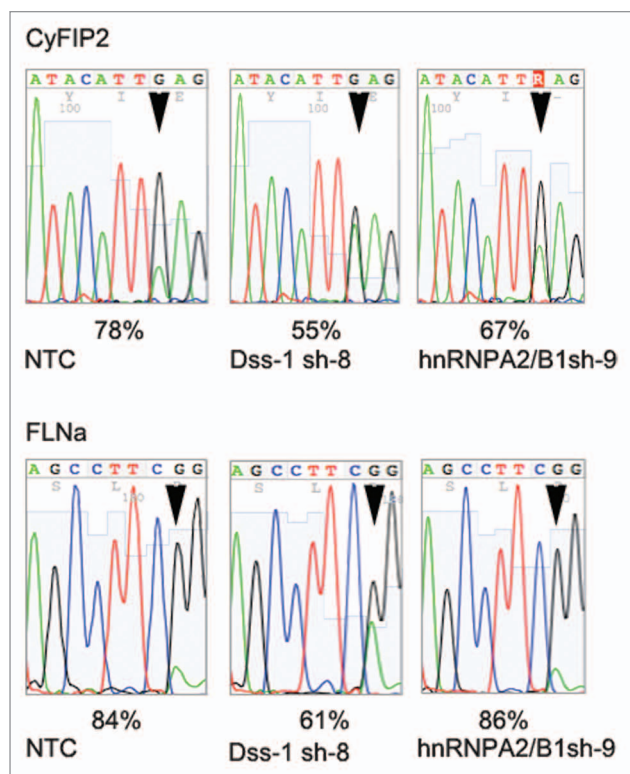 CyFIP2
ATACATTGAG ATACATTGAG ATACATTRAG
Y I E Y I E Y I -
100 100 100
78% 55% 67%
NTC Dss-1 sh-8 hnRNPA2/B1sh-9
FLNa
AGCCTTCGG AGCCTTCGG AGCCTTCGG
S L S L S L
84% 61% 86%
NTC Dss-1 sh-8 hnRNPA2/B1sh-9